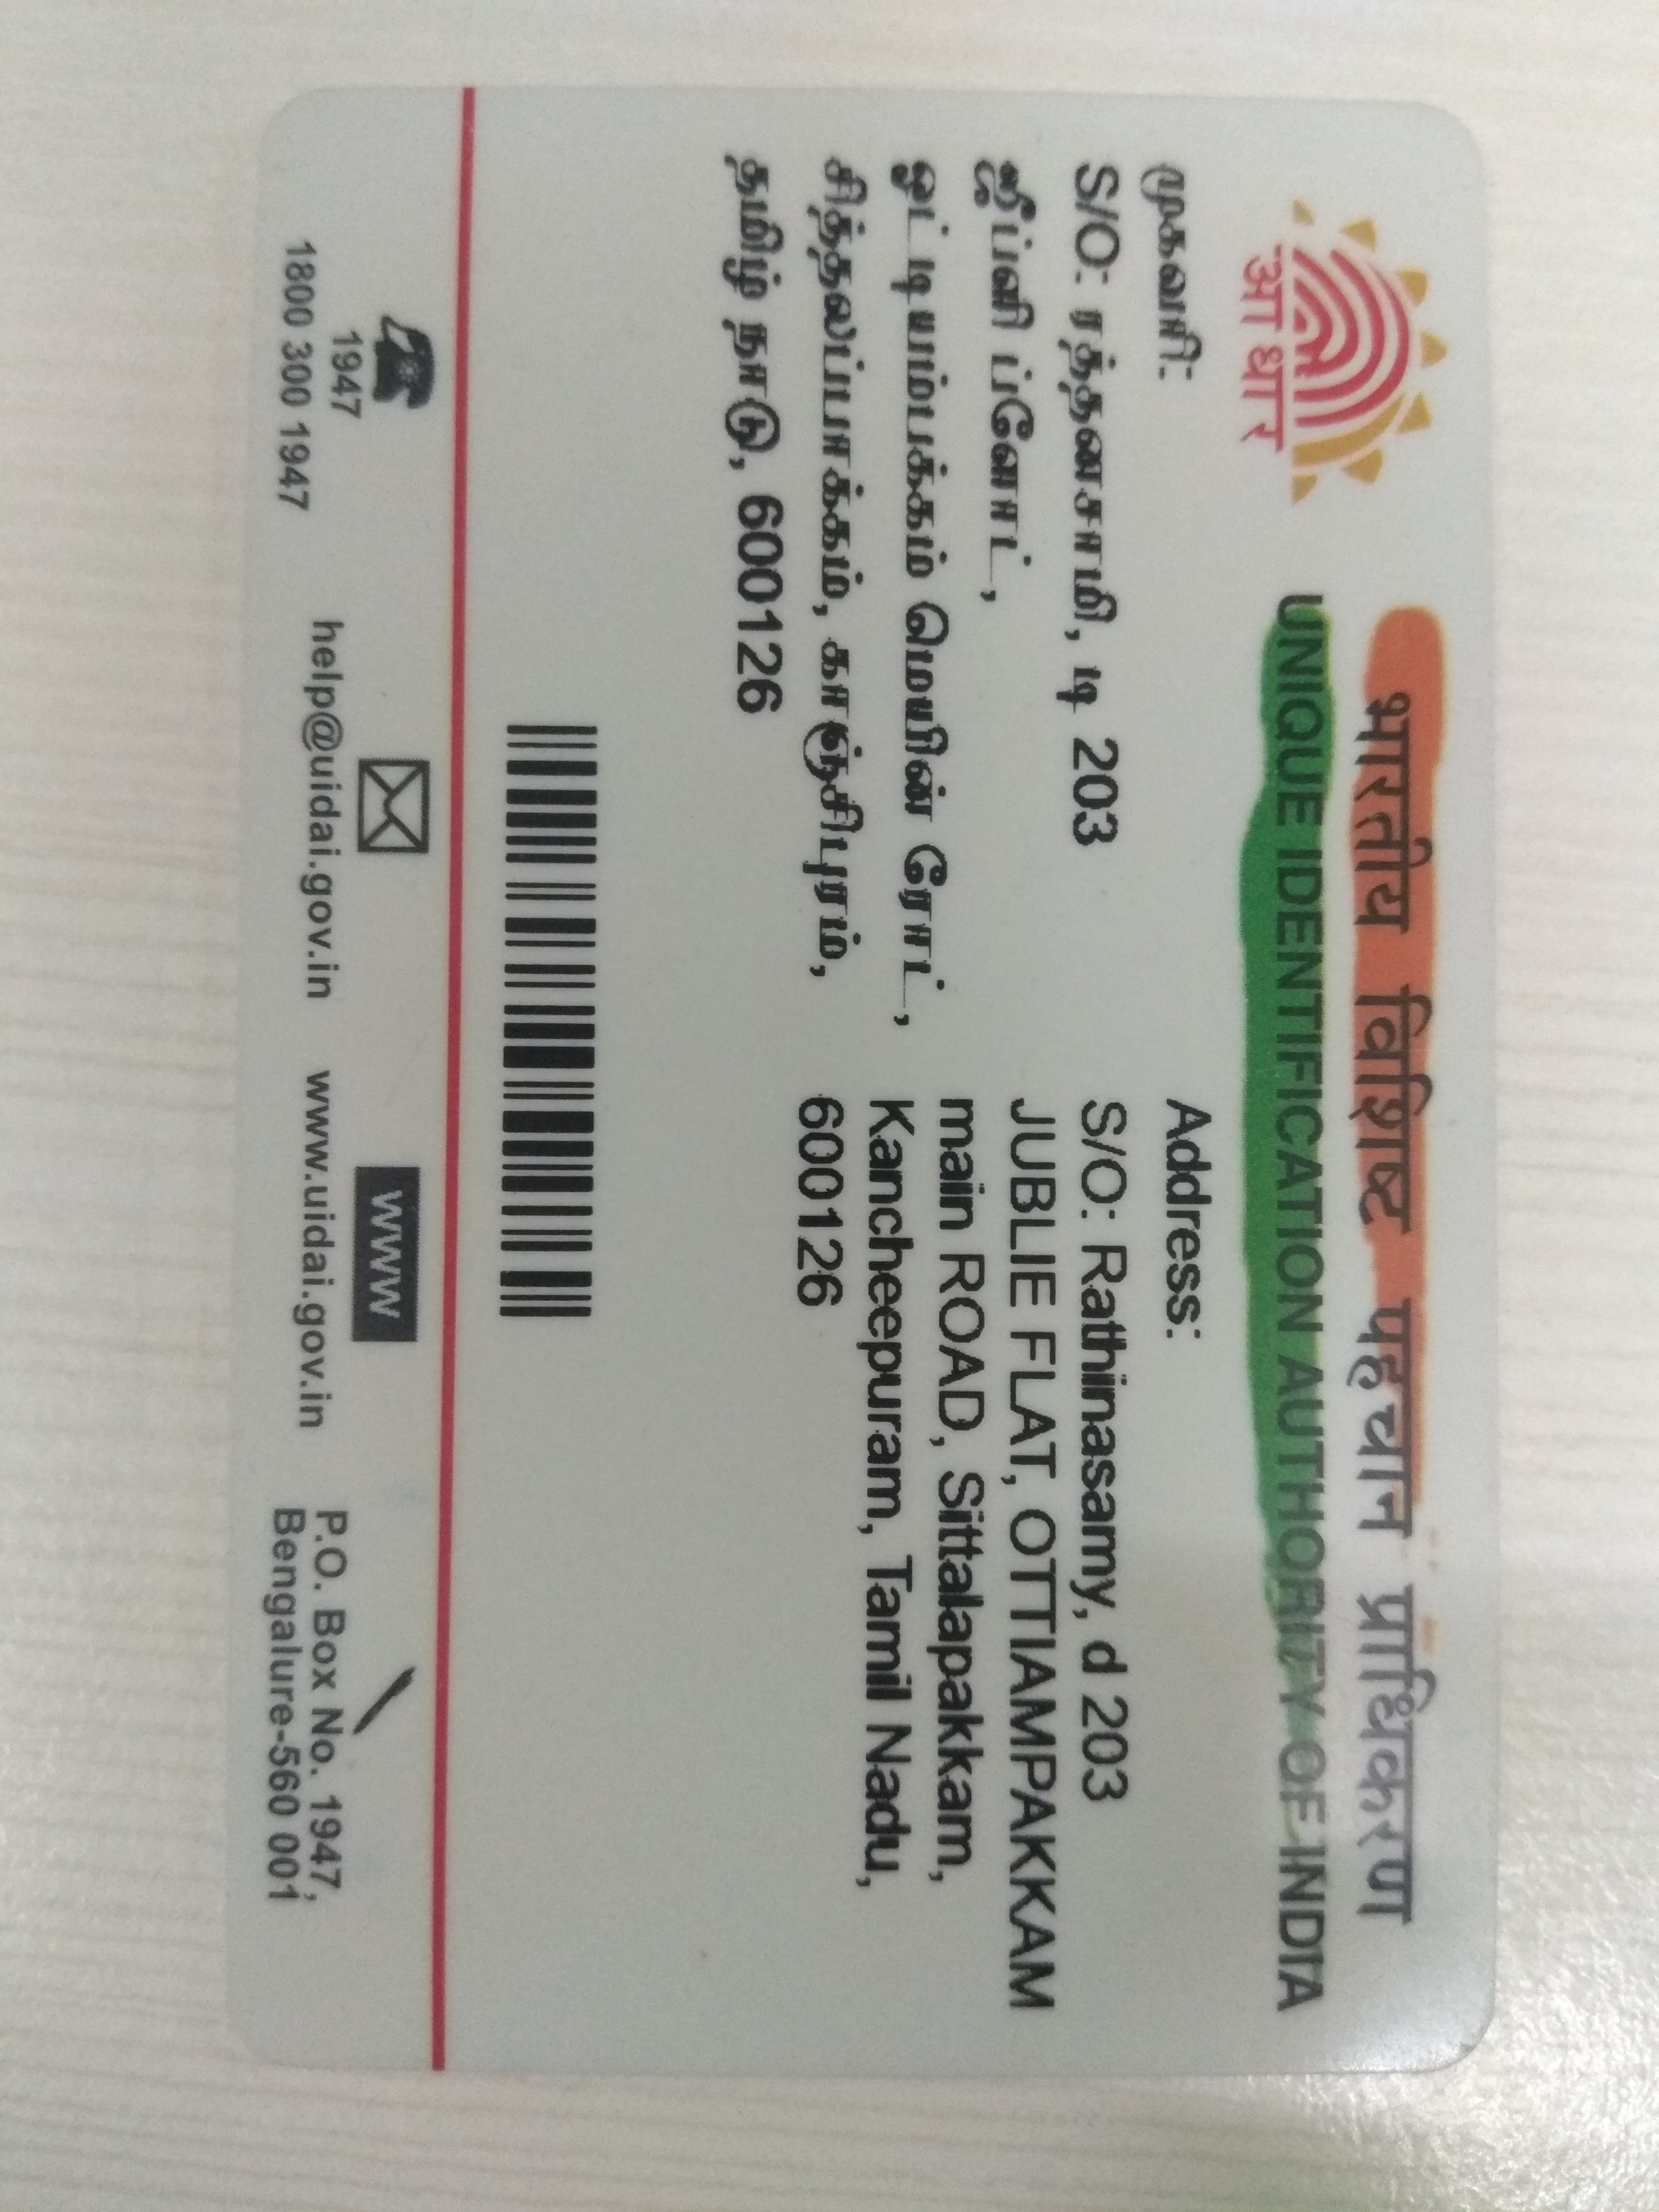 आधार
भारतीय विशिष्ट पहचान प्राधिकरण
UNIQUE IDENTIFICATION AUTHORITY OF INDIA
முகவரி:
S/O: ரத்தினசாமி, டி 203
ஜீப்ளி ப்ளோட்,
ஒட்டியம்பக்கம் மெயின் ரோட்,
சித்தலப்பாக்கம், காஞ்சிபுரம்,
தமிழ் நாடு, 600126
Address:
S/O: Rathinasamy, d 203
JUBLIE FLAT, OTTIAMPAKKAM
main ROAD, Sittalapakkam,
Kancheepuram, Tamil Nadu,
600126
1947
1800 300 1947
help@uidai.gov.in
WWW
www.uidai.gov.in
P.O. Box No. 1947,
Bengalure-560 001